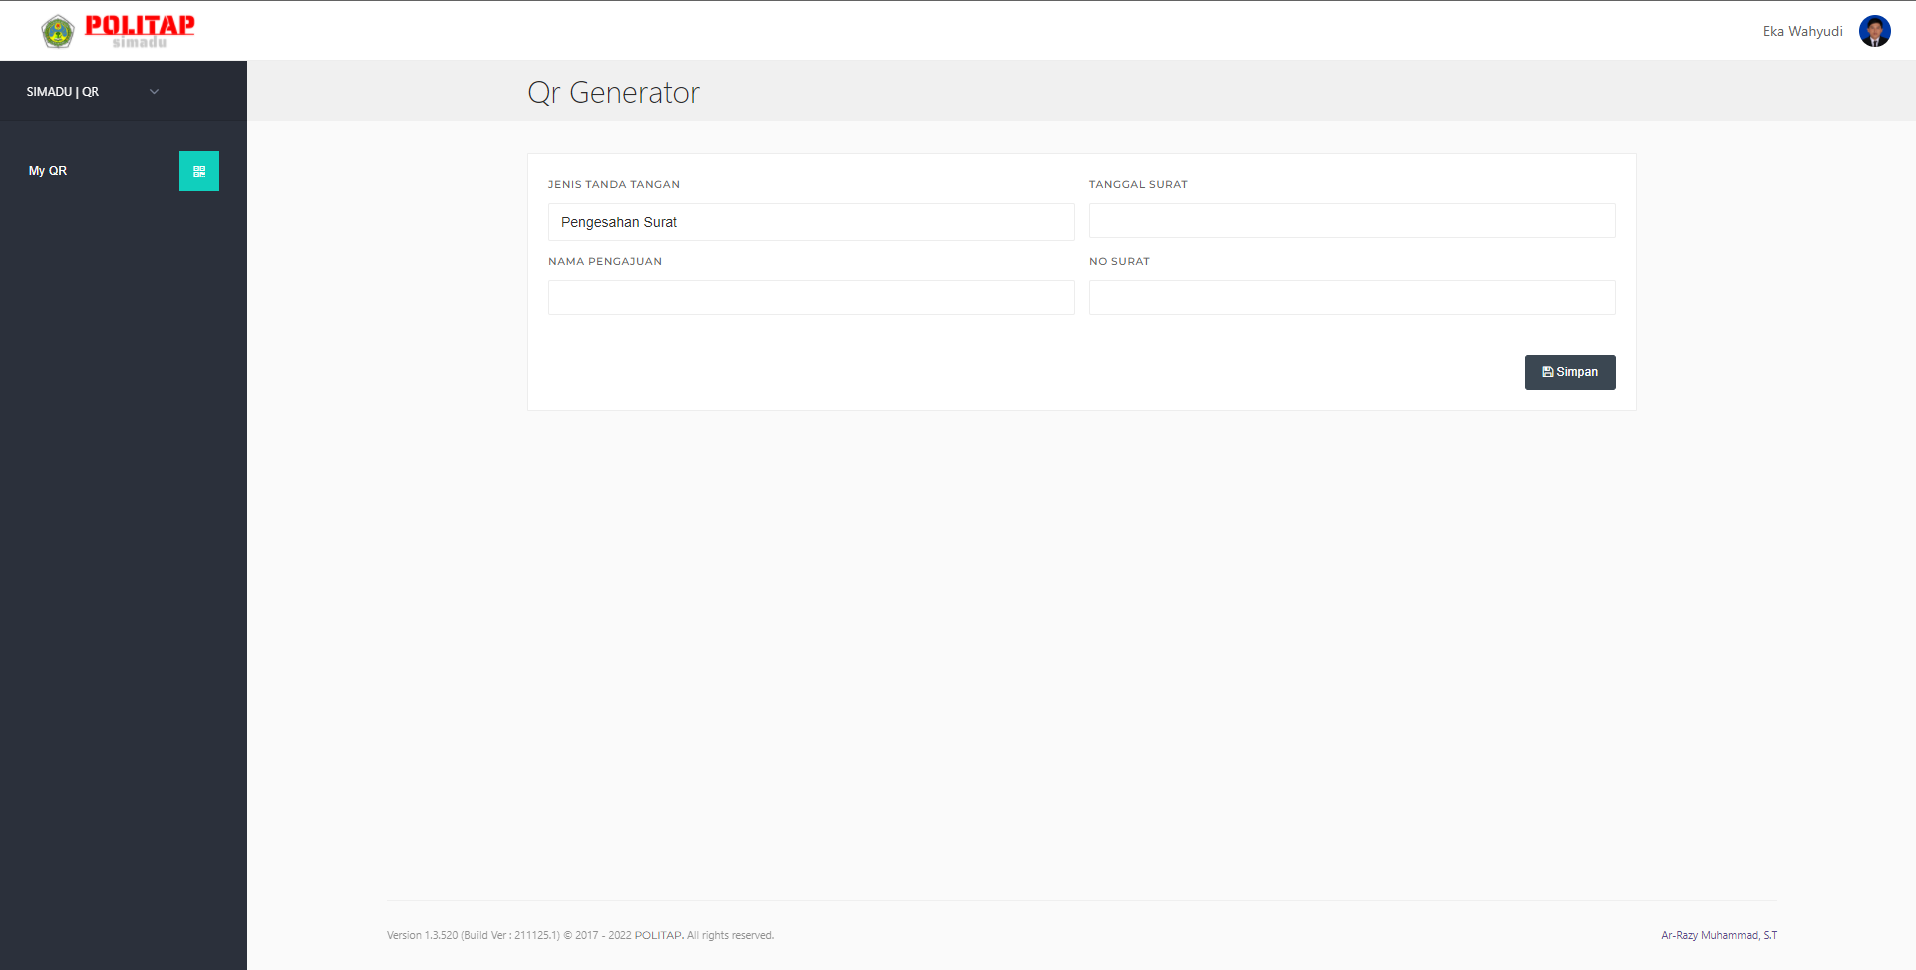 POLITAP
simadu
Eka Wahyudi
SIMADU | QR
Qr Generator
My QR
JENIS TANDA TANGAN
TANGGAL SURAT
Pengesahan Surat
NAMA PENGAJUAN
NO SURAT
Simpan
Version 1.3.520 (Build Ver : 211125.1) © 2017 - 2022 POLITAP. All rights reserved.
Ar-Razy Muhammad, S.T